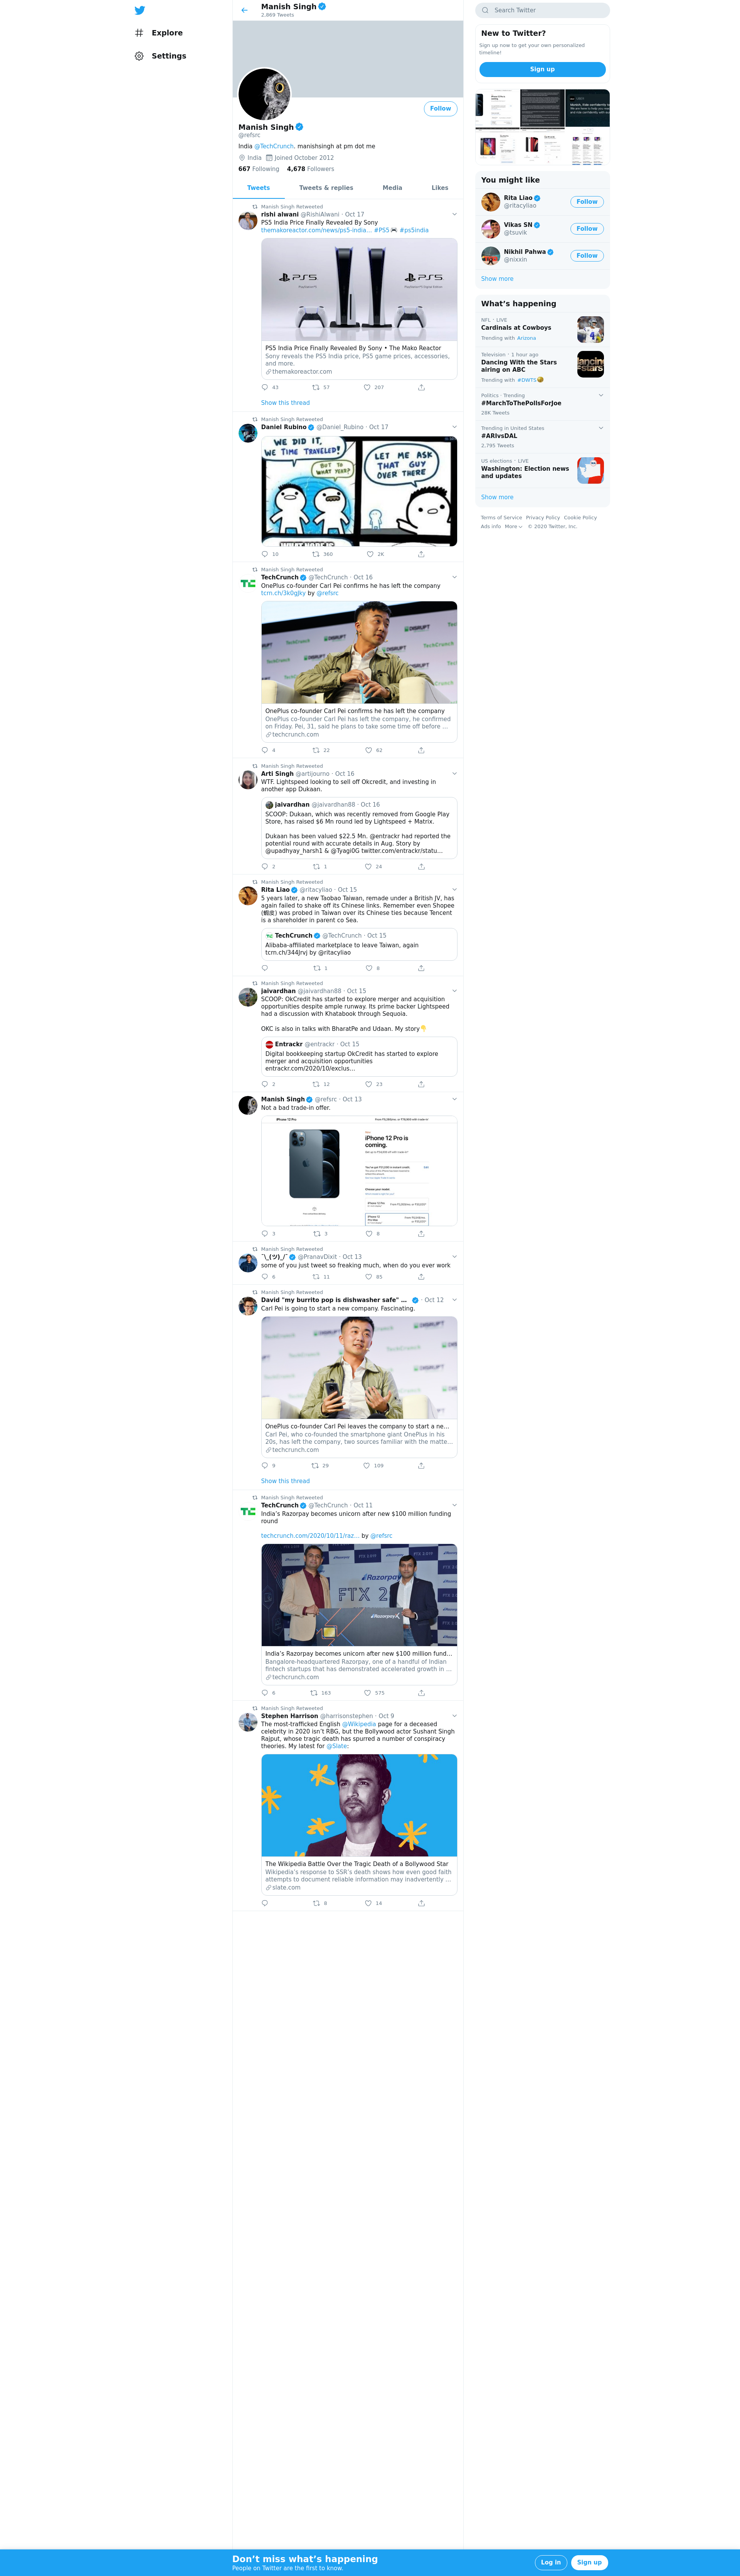 Explore
Settings
Manish Singh
2,869 Tweets
Follow
Manish Singh
@refsrc
India @TechCrunch. manishsingh at pm dot me
India Joined October 2012
667 Following 4,678 Followers
Tweets Tweets & replies Media Likes
Manish Singh Retweeted
rishi alwani @RishiAlwani · Oct 17
PS5 India Price Finally Revealed By Sony
themakoreactor.com/news/ps5-india… #PS5 🎮 #ps5india
PS5 PS5
PS5 India Price Finally Revealed By Sony • The Mako Reactor
Sony reveals the PS5 India price, PS5 game prices, accessories,
and more.
themakoreactor.com
43 57 207
Show this thread
Manish Singh Retweeted
Daniel Rubino @Daniel_Rubino · Oct 17
WE DID IT,
WE TIME TRAVELED!
BUT TO
WHAT YEAR?
LET ME ASK
THAT GUY
OVER THERE
10 360 2K
Manish Singh Retweeted
TechCrunch @TechCrunch · Oct 16
OnePlus co-founder Carl Pei confirms he has left the company
tcrn.ch/3k0gJky by @refsrc
DISRUPT
OnePlus co-founder Carl Pei confirms he has left the company
OnePlus co-founder Carl Pei has left the company, he confirmed
on Friday. Pei, 31, said he plans to take some time off before ...
techcrunch.com
4 22 62
Manish Singh Retweeted
Arti Singh @artijourno · Oct 16
WTF. Lightspeed looking to sell off Okcredit, and investing in
another app Dukaan.
jaivardhan @jaivardhan88 · Oct 16
SCOOP: Dukaan, which was recently removed from Google Play
Store, has raised $6 Mn round led by Lightspeed + Matrix.
Dukaan has been valued $22.5 Mn. @entrackr had reported the
potential round with accurate details in Aug. Story by
@upadhyay_harsh1 & @Tyagi0G twitter.com/entrackr/statu…
2 1 24
Manish Singh Retweeted
Rita Liao @ritacyliao · Oct 15
5 years later, a new Taobao Taiwan, remade under a British JV, has
again failed to shake off its Chinese links. Remember even Shopee
(蝦皮) was probed in Taiwan over its Chinese ties because Tencent
is a shareholder in parent co Sea.
TechCrunch @TechCrunch · Oct 15
Alibaba-affiliated marketplace to leave Taiwan, again
tcrn.ch/344Jrvj by @ritacyliao
1 8
Manish Singh Retweeted
jaivardhan @jaivardhan88 · Oct 15
SCOOP: OkCredit has started to explore merger and acquisition
opportunities despite ample runway. Its prime backer Lightspeed
had a discussion with Khatabook through Sequoia.
OKC is also in talks with BharatPe and Udaan. My story👇
Entrackr @entrackr · Oct 15
Digital bookkeeping startup OkCredit has started to explore
merger and acquisition opportunities
entrackr.com/2020/10/exclus…
2 12 23
Manish Singh @refsrc · Oct 13
Not a bad trade-in offer.
iPhone 12 Pro
iPhone 12 Pro is
coming.
3 3 8
Manish Singh Retweeted
¯\_(ツ)_/¯ @PranavDixit · Oct 13
some of you just tweet so freaking much, when do you ever work
6 11 85
Manish Singh Retweeted
David "my burrito pop is dishwasher safe" … · Oct 12
Carl Pei is going to start a new company. Fascinating.
DISRUPT
OnePlus co-founder Carl Pei leaves the company to start a ne…
Carl Pei, who co-founded the smartphone giant OnePlus in his
20s, has left the company, two sources familiar with the matte…
techcrunch.com
9 29 109
Show this thread
Manish Singh Retweeted
TechCrunch @TechCrunch · Oct 11
India's Razorpay becomes unicorn after new $100 million funding
round
techcrunch.com/2020/10/11/raz… by @refsrc
Razorpay
FTX 2
RazorpayX
India's Razorpay becomes unicorn after new $100 million fund…
Bangalore-headquartered Razorpay, one of a handful of Indian
fintech startups that has demonstrated accelerated growth in …
techcrunch.com
6 163 575
Manish Singh Retweeted
Stephen Harrison @harrisonstephen · Oct 9
The most-trafficked English @Wikipedia page for a deceased
celebrity in 2020 isn't RBG, but the Bollywood actor Sushant Singh
Rajput, whose tragic death has spurred a number of conspiracy
theories. My latest for @Slate:
The Wikipedia Battle Over the Tragic Death of a Bollywood Star
Wikipedia's response to SSR's death shows how even good faith
attempts to document reliable information may inadvertently …
slate.com
8 14
Search Twitter
New to Twitter?
Sign up now to get your own personalized
timeline!
Sign up
You might like
Rita Liao
@ritacyliao
Follow
Vikas SN
@tsuvik
Follow
Nikhil Pahwa
@nixxin
Follow
Show more
What's happening
NFL · LIVE
Cardinals at Cowboys
Trending with Arizona
Television · 1 hour ago
Dancing With the Stars
airing on ABC
Trending with #DWTS
Politics · Trending
#MarchToThePollsForJoe
28K Tweets
Trending in United States
#ARIvsDAL
2,795 Tweets
US elections · LIVE
Washington: Election news
and updates
Show more
Terms of Service Privacy Policy Cookie Policy
Ads info More © 2020 Twitter, Inc.
Don't miss what's happening
People on Twitter are the first to know.
Log in
Sign up